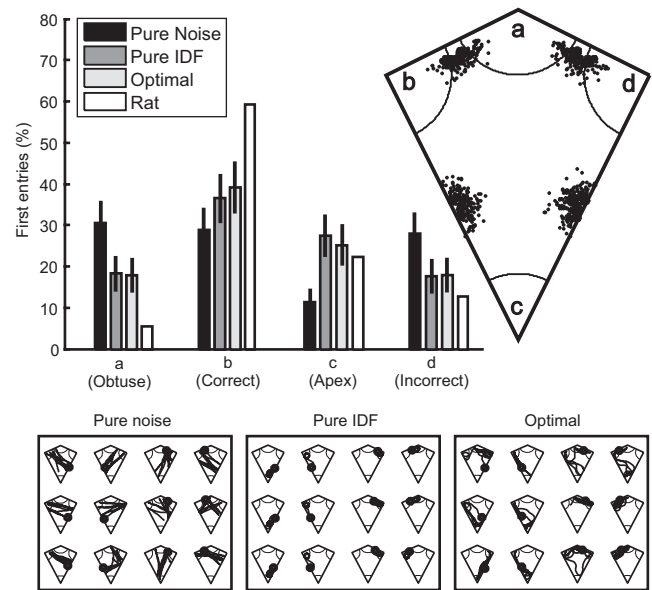 80
70
60
50
40
30
20
10
0
First entries (%)
Pure Noise
Pure IDF
Optimal
Rat
a
(Obtuse)
b
(Correct)
c
(Apex)
d
(Incorrect)
a
b
d
c
Pure noise
Pure IDF
Optimal